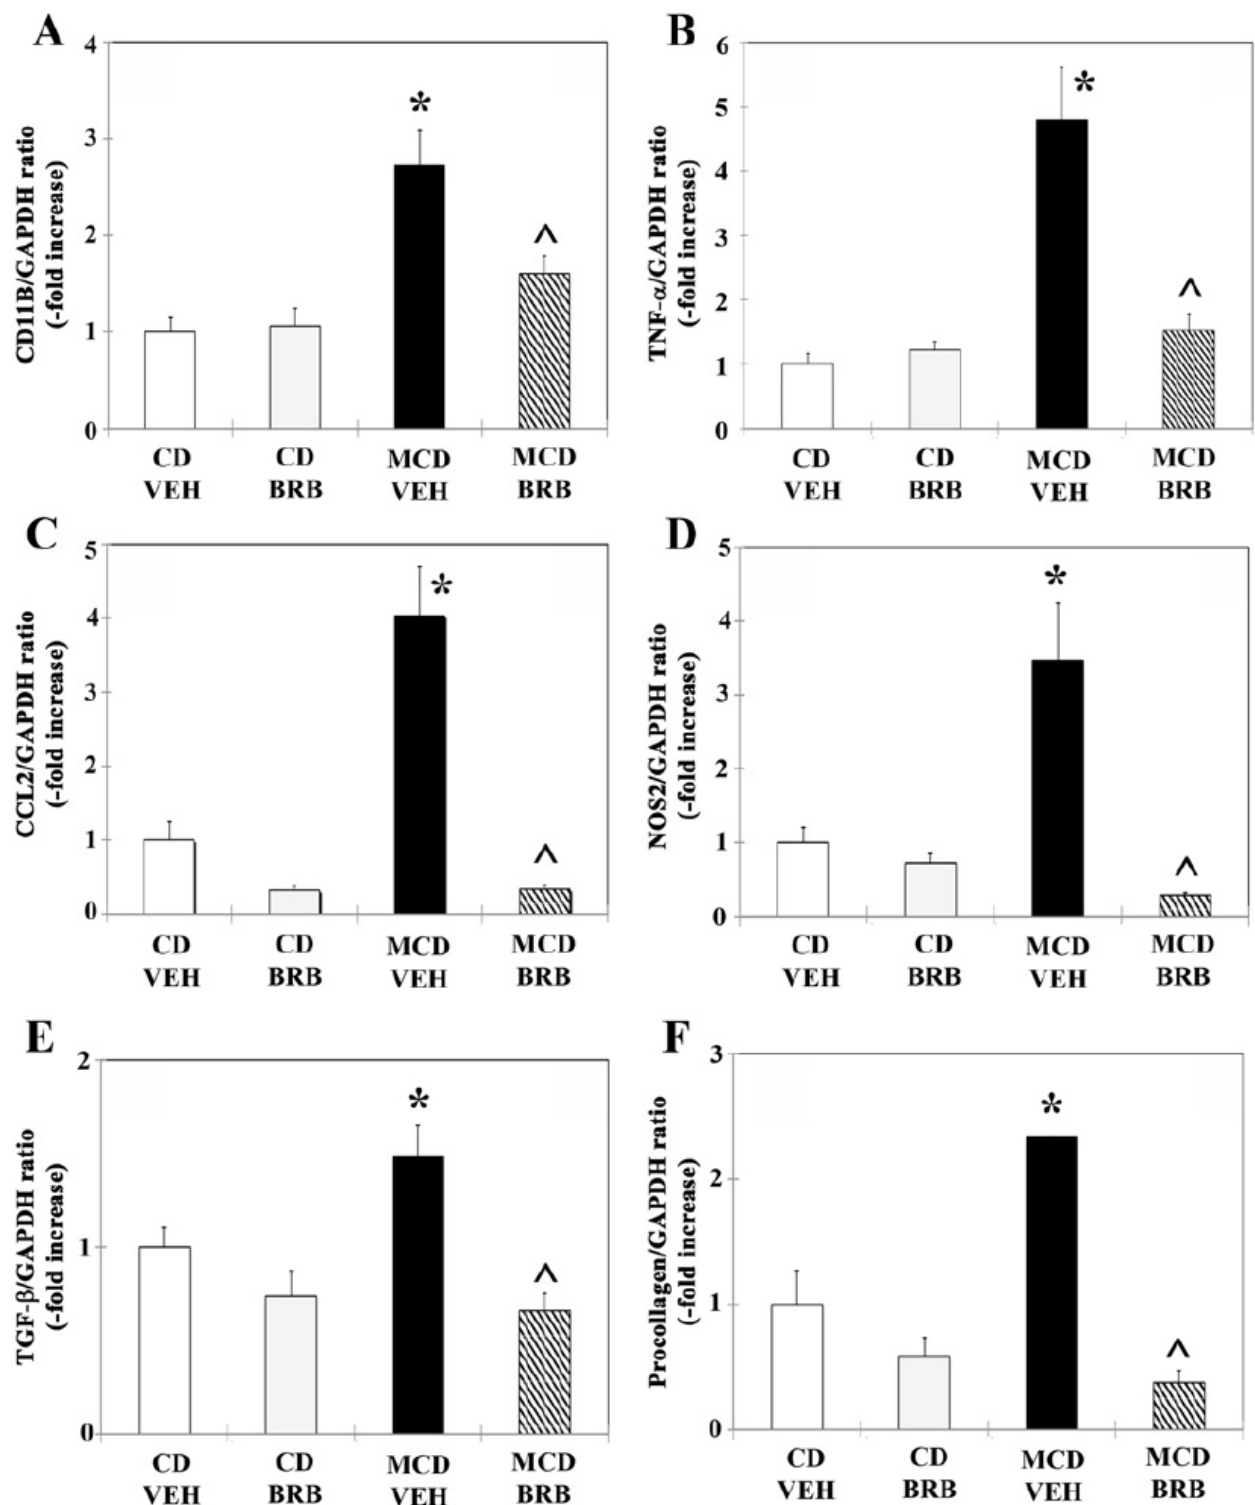 A
CD11B/GAPDH ratio
(-fold increase)
4
3
2
1
0
*
^
CD
VEH
CD
BRB
MCD
VEH
MCD
BRB
B
TNF-α/GAPDH ratio
(-fold increase)
6
5
4
3
2
1
0
*
^
CD
VEH
CD
BRB
MCD
VEH
MCD
BRB
C
CCL2/GAPDH ratio
(-fold increase)
5
4
3
2
1
0
*
^
CD
VEH
CD
BRB
MCD
VEH
MCD
BRB
D
NOS2/GAPDH ratio
(-fold increase)
5
4
3
2
1
0
*
^
CD
VEH
CD
BRB
MCD
VEH
MCD
BRB
E
TGF-β/GAPDH ratio
(-fold increase)
2
1
0
*
^
CD
VEH
CD
BRB
MCD
VEH
MCD
BRB
F
Procollagen/GAPDH ratio
(-fold increase)
3
2
1
0
*
^
CD
VEH
CD
BRB
MCD
VEH
MCD
BRB